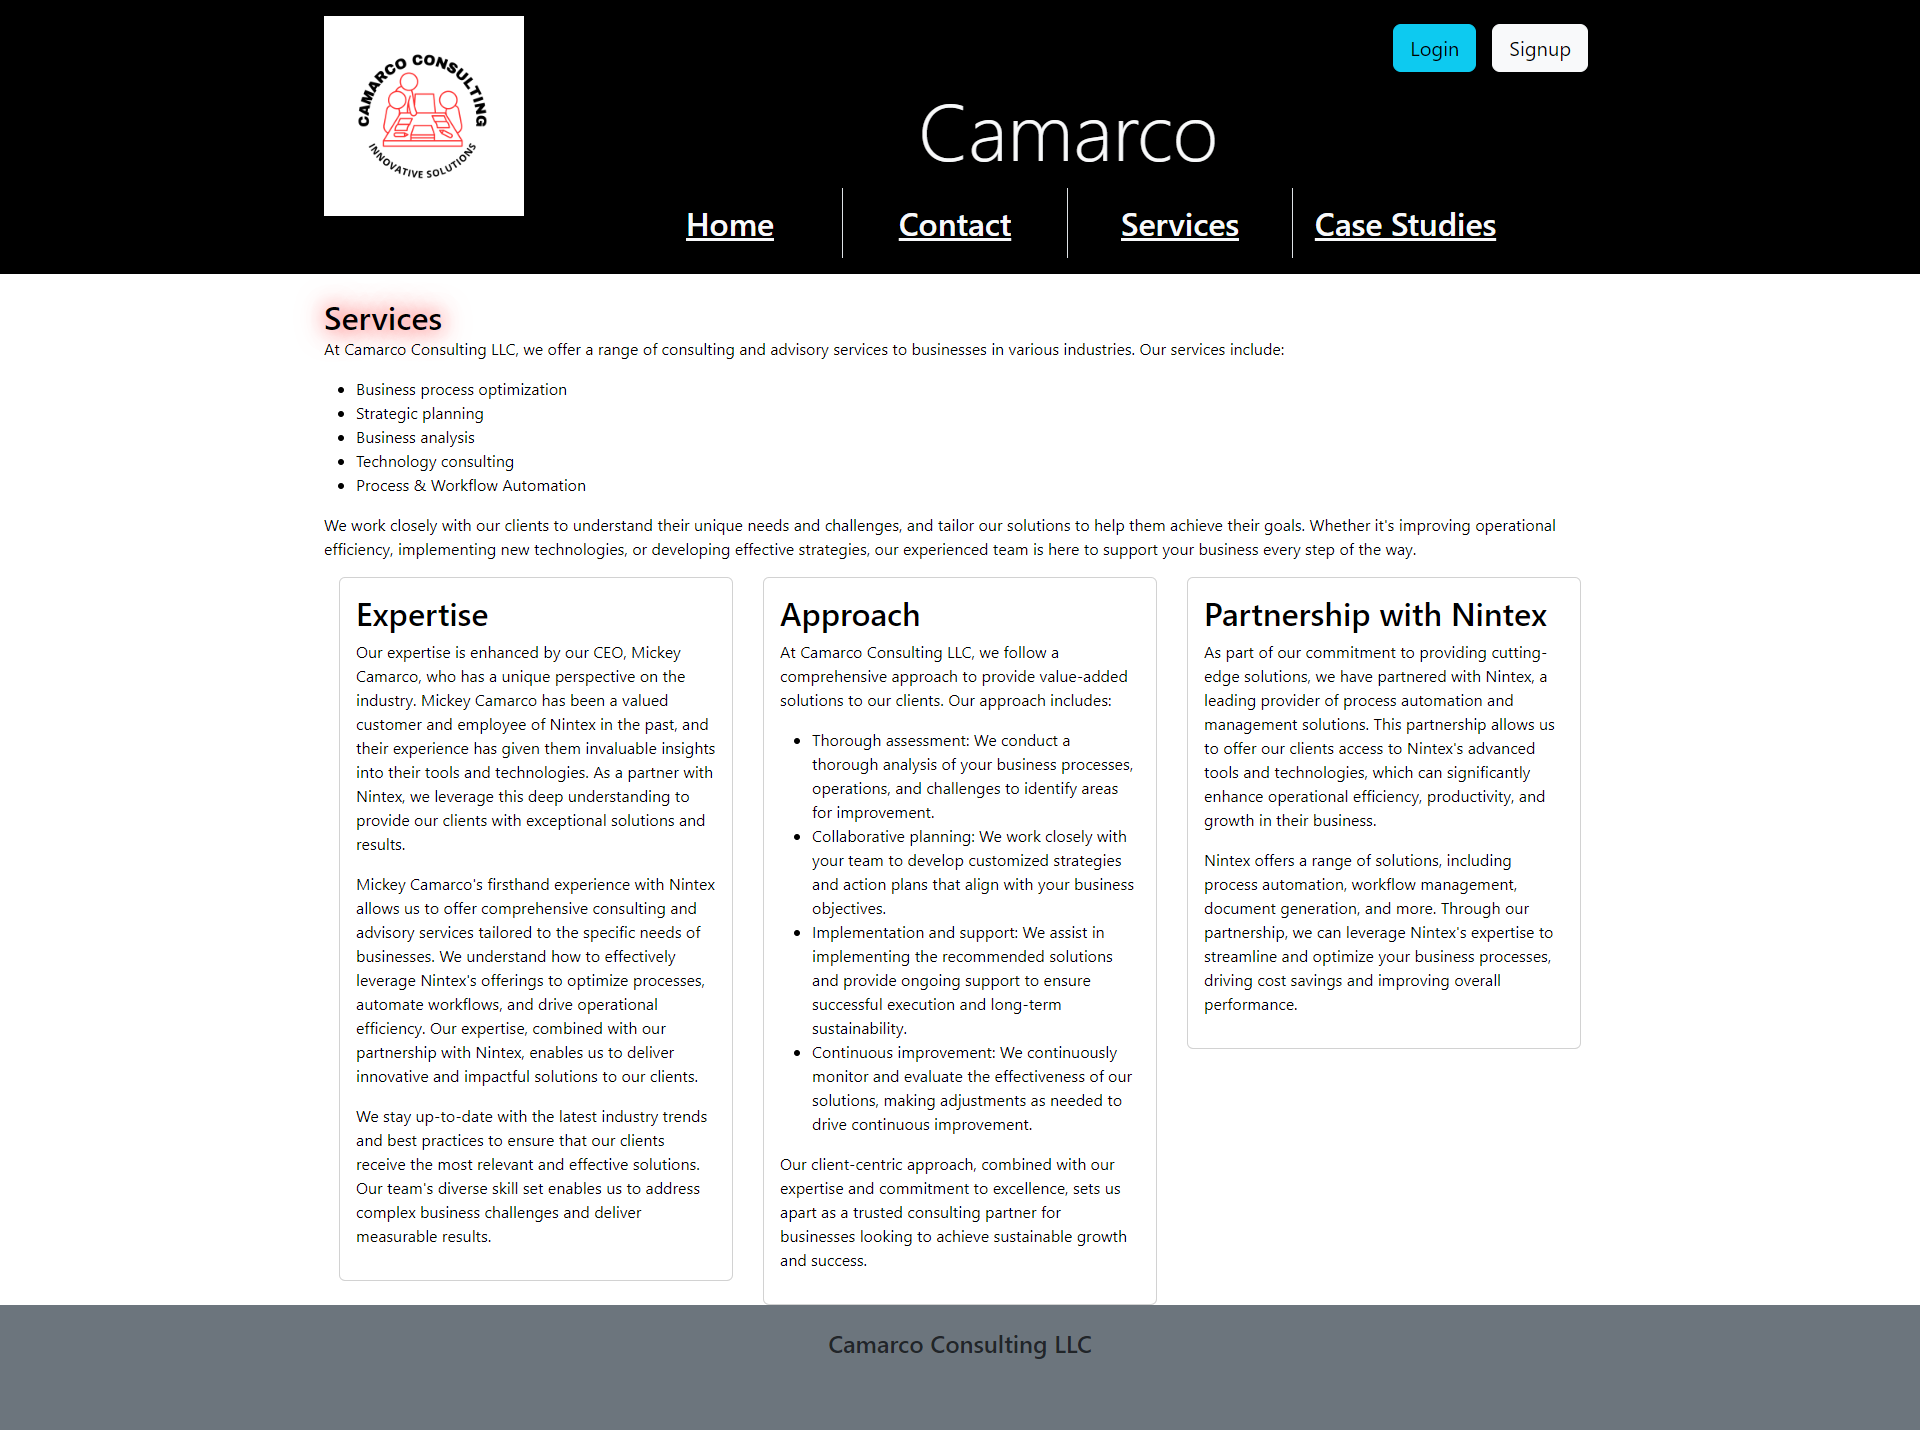 CAMARCO CONSULTING
INNOVATIVE SOLUTIONS
Login
Signup
Camarco
Home
Contact
Services
Case Studies
Services
At Camarco Consulting LLC, we offer a range of consulting and advisory services to businesses in various industries. Our services include:
Business process optimization
Strategic planning
Business analysis
Technology consulting
Process & Workflow Automation
We work closely with our clients to understand their unique needs and challenges, and tailor our solutions to help them achieve their goals. Whether it's improving operational
efficiency, implementing new technologies, or developing effective strategies, our experienced team is here to support your business every step of the way.
Expertise
Our expertise is enhanced by our CEO, Mickey
Camarco, who has a unique perspective on the
industry. Mickey Camarco has been a valued
customer and employee of Nintex in the past, and
their experience has given them invaluable insights
into their tools and technologies. As a partner with
Nintex, we leverage this deep understanding to
provide our clients with exceptional solutions and
results.
Mickey Camarco's firsthand experience with Nintex
allows us to offer comprehensive consulting and
advisory services tailored to the specific needs of
businesses. We understand how to effectively
leverage Nintex's offerings to optimize processes,
automate workflows, and drive operational
efficiency. Our expertise, combined with our
partnership with Nintex, enables us to deliver
innovative and impactful solutions to our clients.
We stay up-to-date with the latest industry trends
and best practices to ensure that our clients
receive the most relevant and effective solutions.
Our team's diverse skill set enables us to address
complex business challenges and deliver
measurable results.
Approach
At Camarco Consulting LLC, we follow a
comprehensive approach to provide value-added
solutions to our clients. Our approach includes:
Thorough assessment: We conduct a
thorough analysis of your business processes,
operations, and challenges to identify areas
for improvement.
Collaborative planning: We work closely with
your team to develop customized strategies
and action plans that align with your business
objectives.
Implementation and support: We assist in
implementing the recommended solutions
and provide ongoing support to ensure
successful execution and long-term
sustainability.
Continuous improvement: We continuously
monitor and evaluate the effectiveness of our
solutions, making adjustments as needed to
drive continuous improvement.
Our client-centric approach, combined with our
expertise and commitment to excellence, sets us
apart as a trusted consulting partner for
businesses looking to achieve sustainable growth
and success.
Partnership with Nintex
As part of our commitment to providing cutting-
edge solutions, we have partnered with Nintex, a
leading provider of process automation and
management solutions. This partnership allows us
to offer our clients access to Nintex's advanced
tools and technologies, which can significantly
enhance operational efficiency, productivity, and
growth in their business.
Nintex offers a range of solutions, including
process automation, workflow management,
document generation, and more. Through our
partnership, we can leverage Nintex's expertise to
streamline and optimize your business processes,
driving cost savings and improving overall
performance.
Camarco Consulting LLC